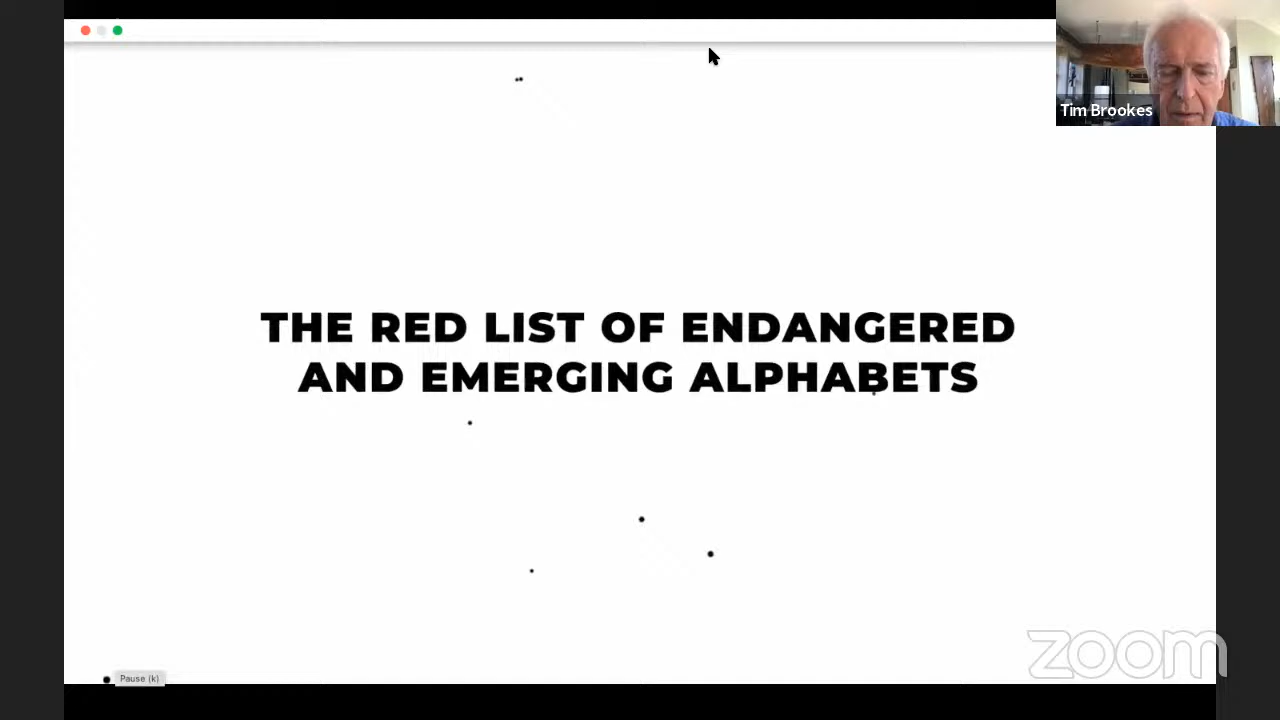 Tim Brookes
THE RED LIST OF ENDANGERED
AND EMERGING ALPHABETS
zoom
Pause (k)